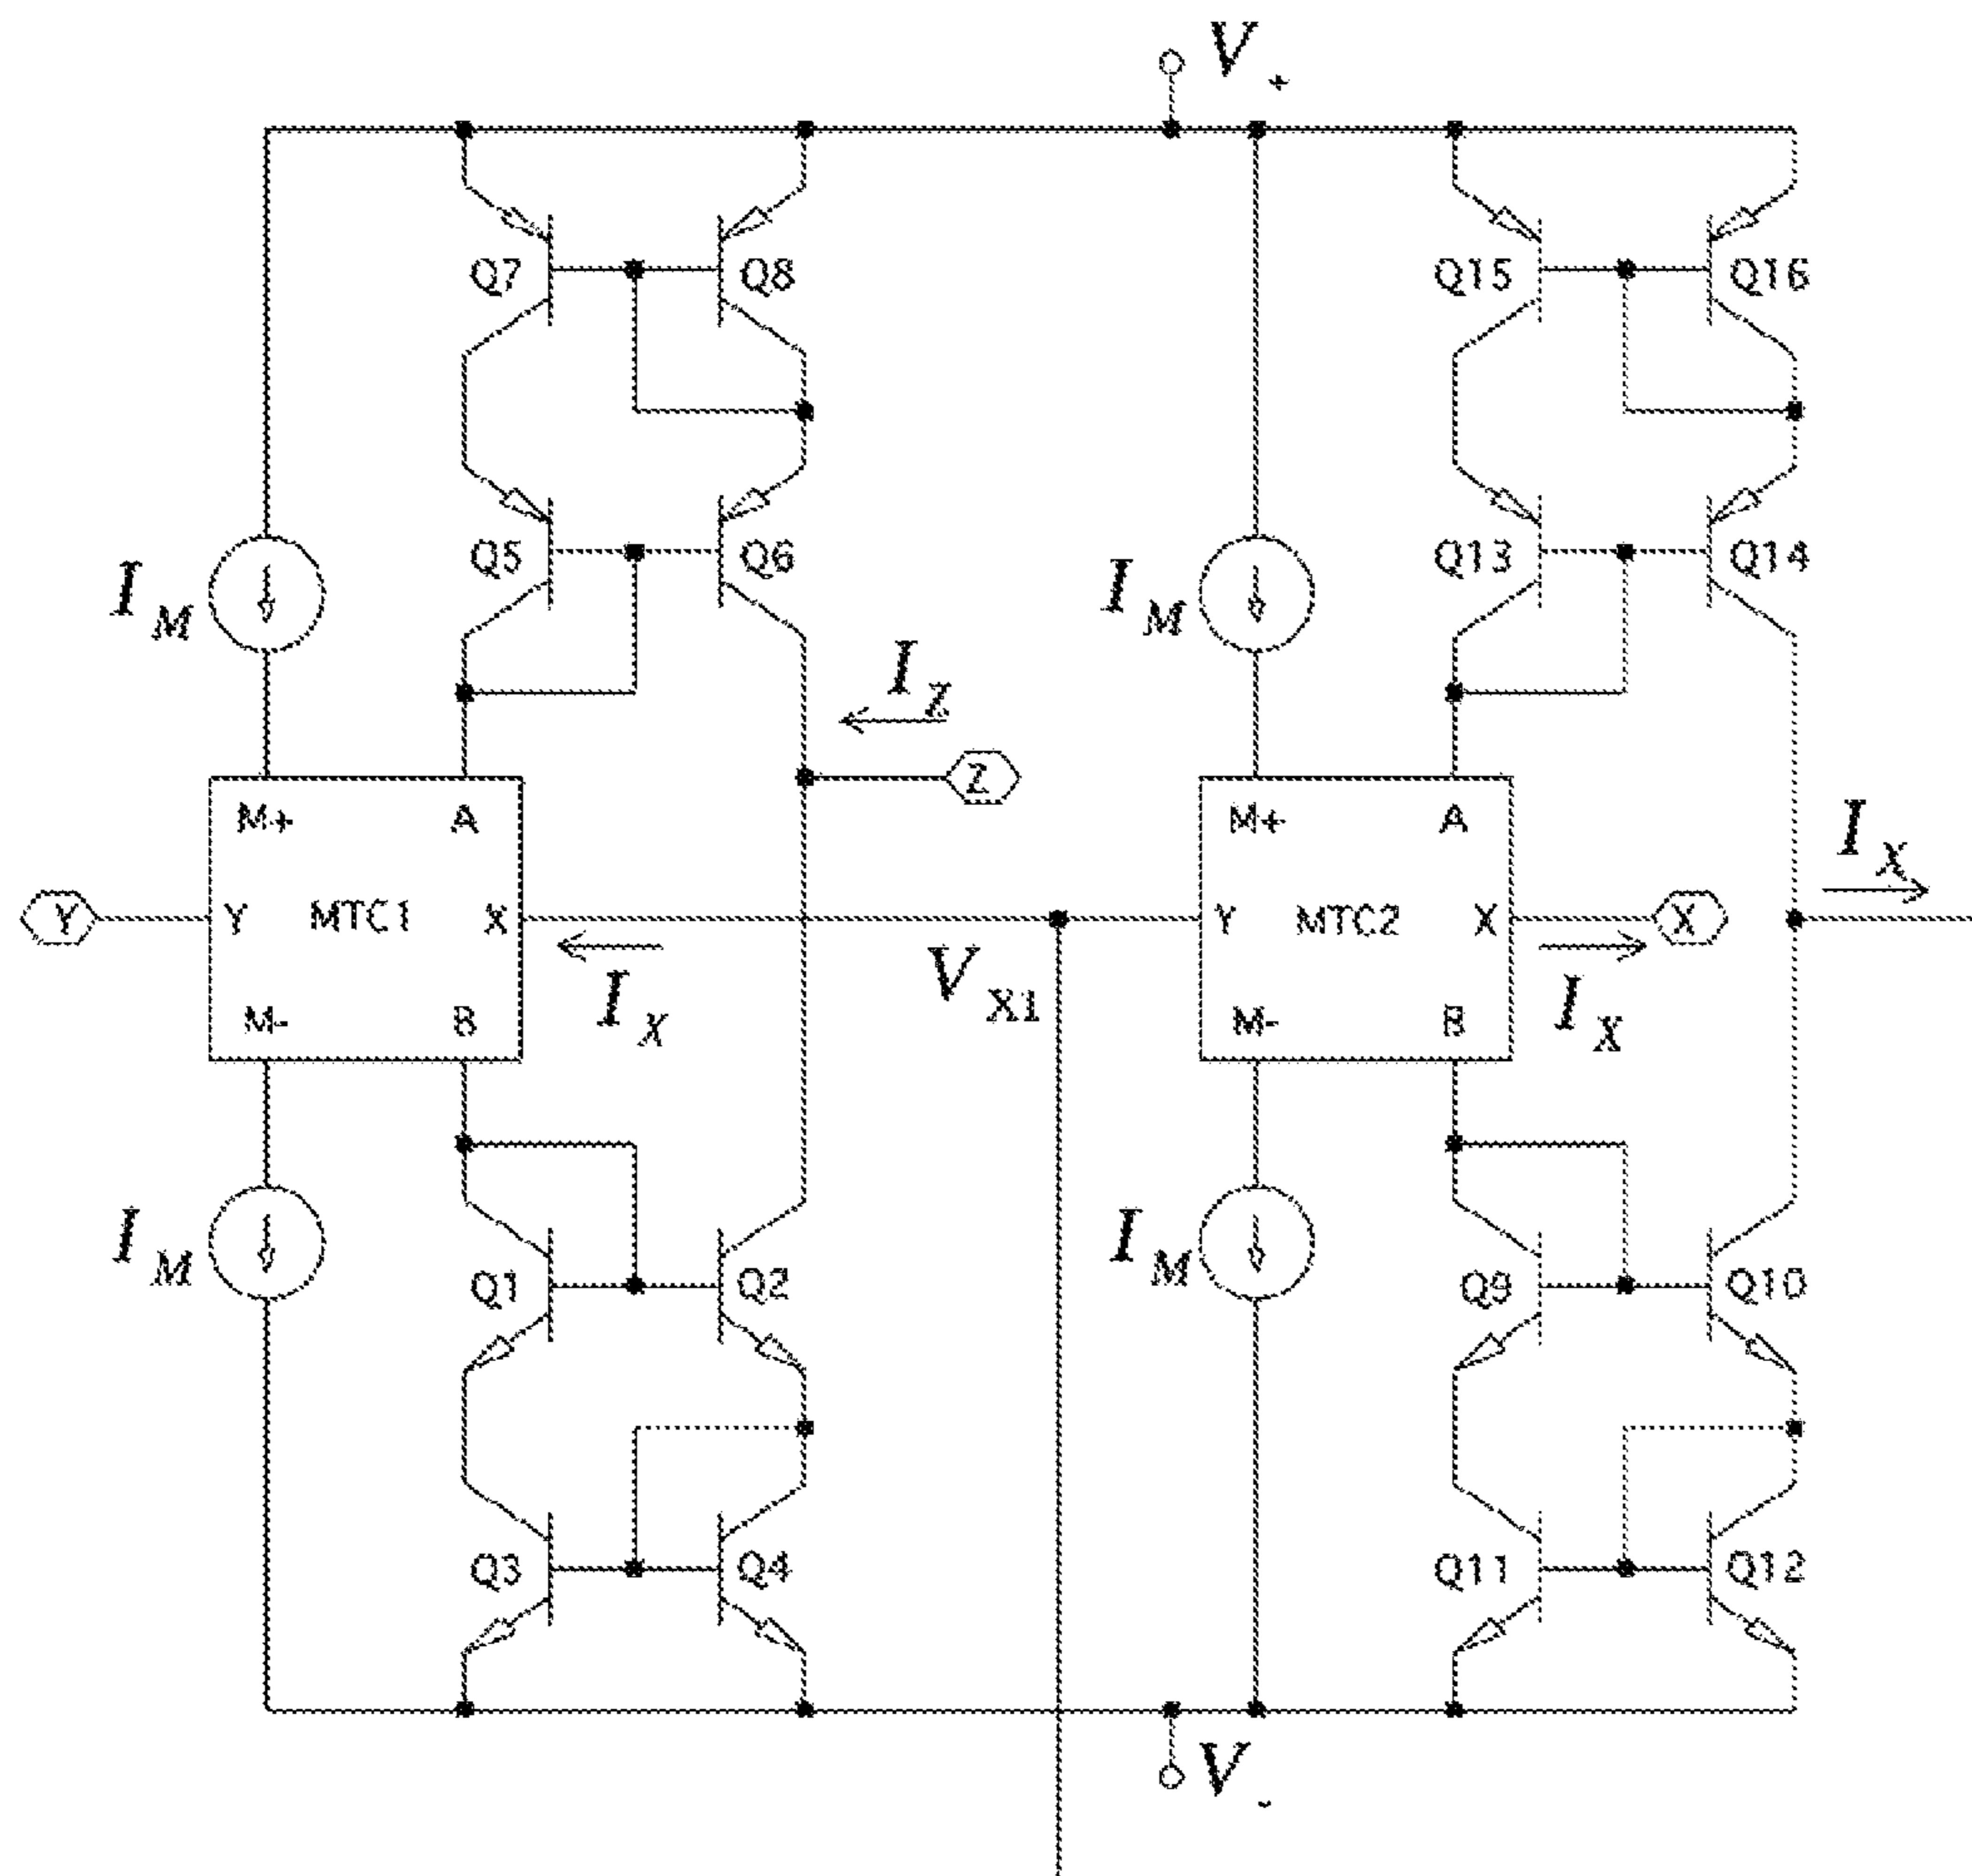 V+
Q7 Q8 Q15 Q16
Q5 Q6 Q13 Q14
IM IM
IZ
Z
M+ A M+ A
IX
Y Y MTC1 X Y MTC2 X X
IX VX1 IX
M- B M- B
IM IM
Q1 Q2 Q9 Q10
Q3 Q4 Q11 Q12
V-